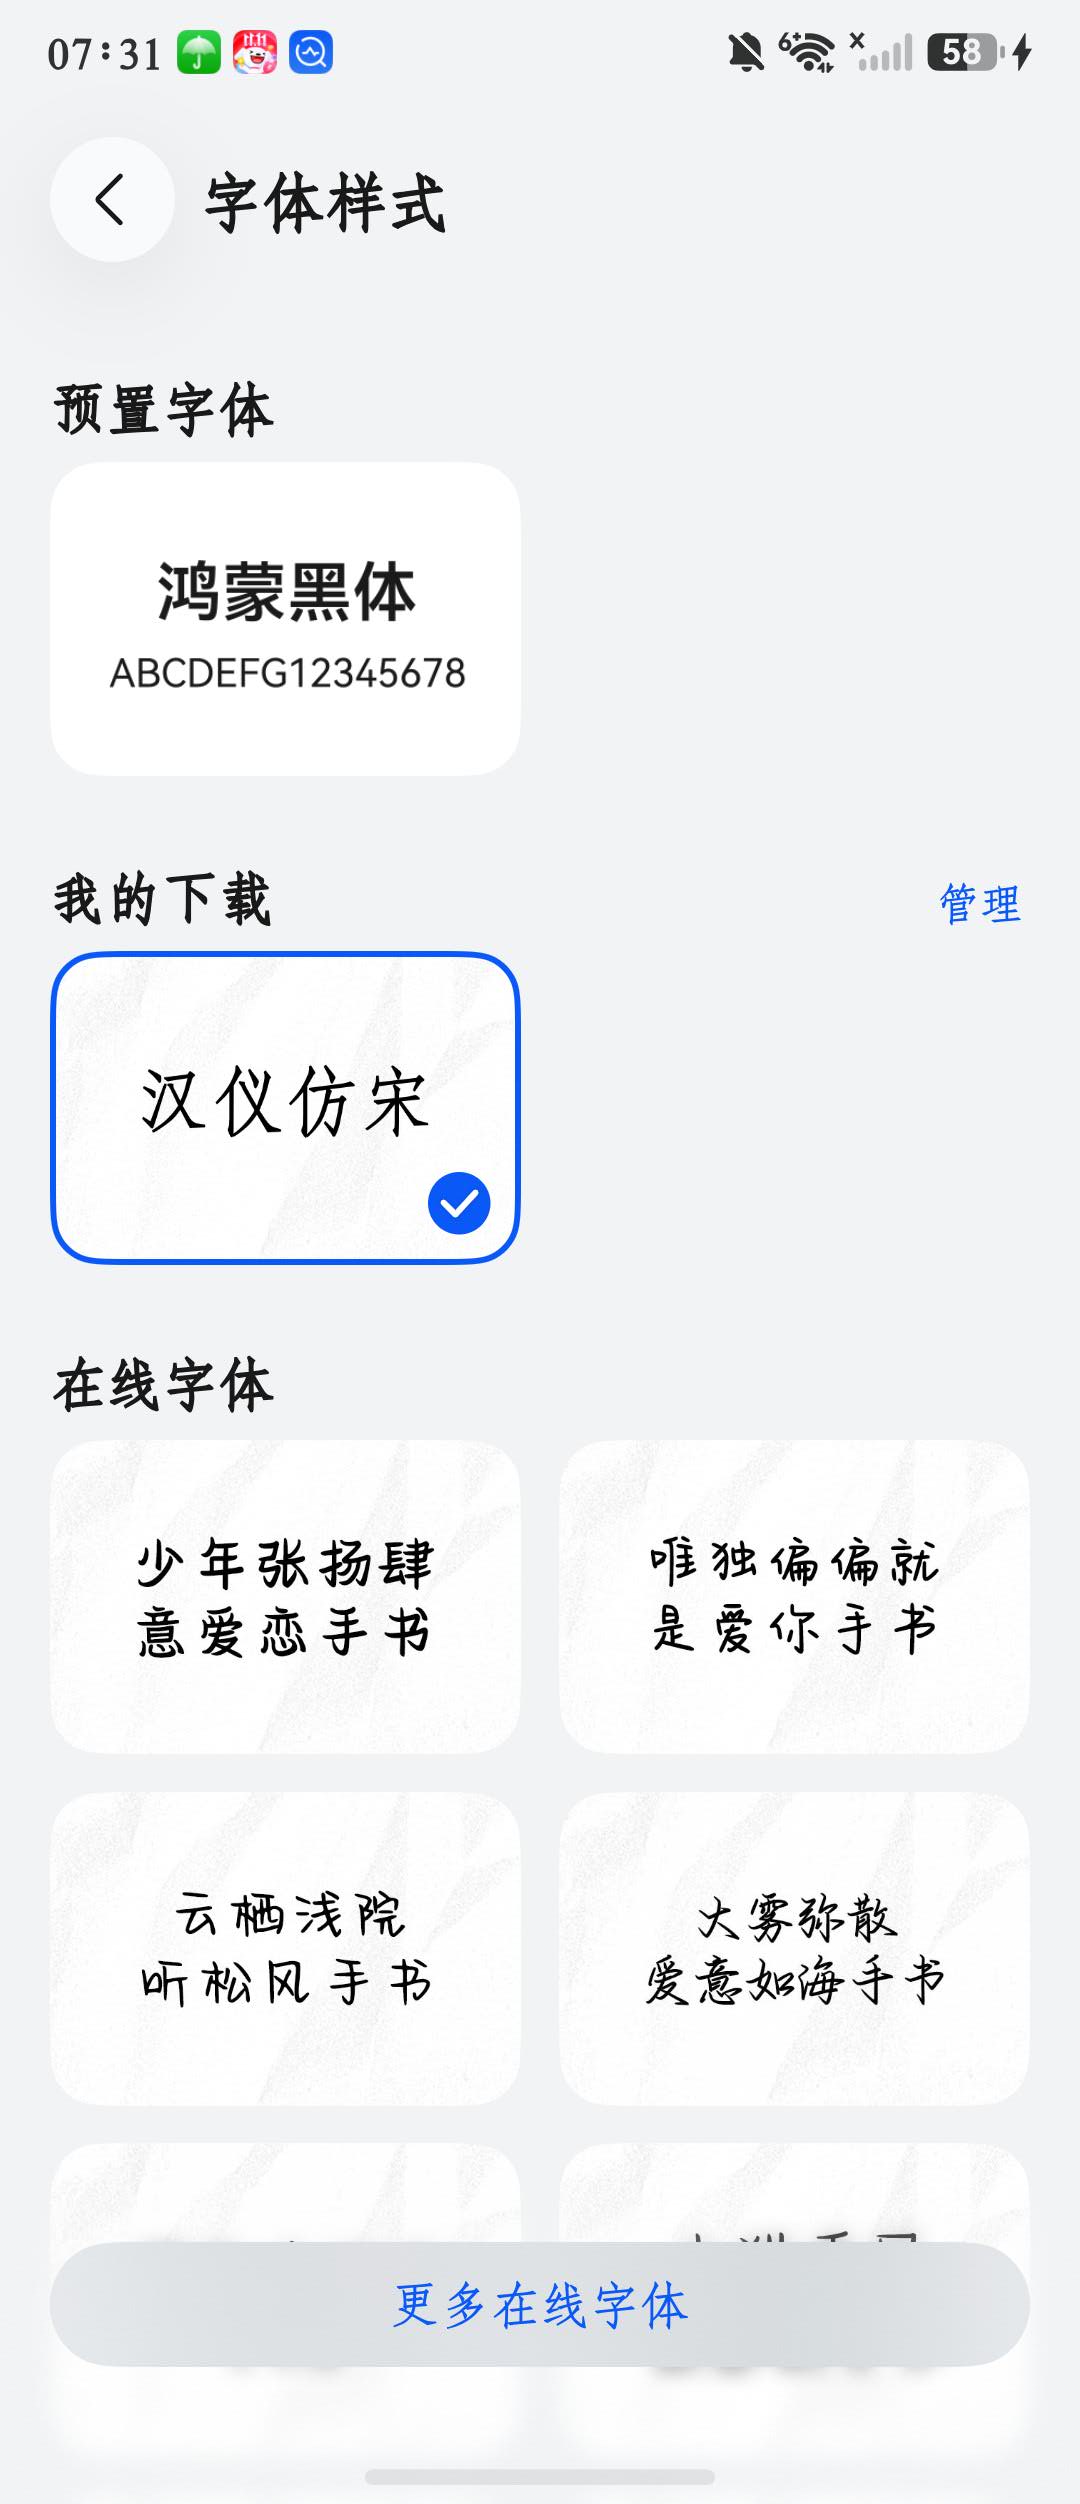 07:31
11.11
6+
58
字体样式
预置字体
鸿蒙黑体
ABCDEFG12345678
我的下载
管理
汉仪仿宋
在线字体
少年张扬肆
意爱恋手书
唯独偏偏就
是爱你手书
云栖浅院
听松风手书
大雾弥散
爱意如海手书
更多在线字体